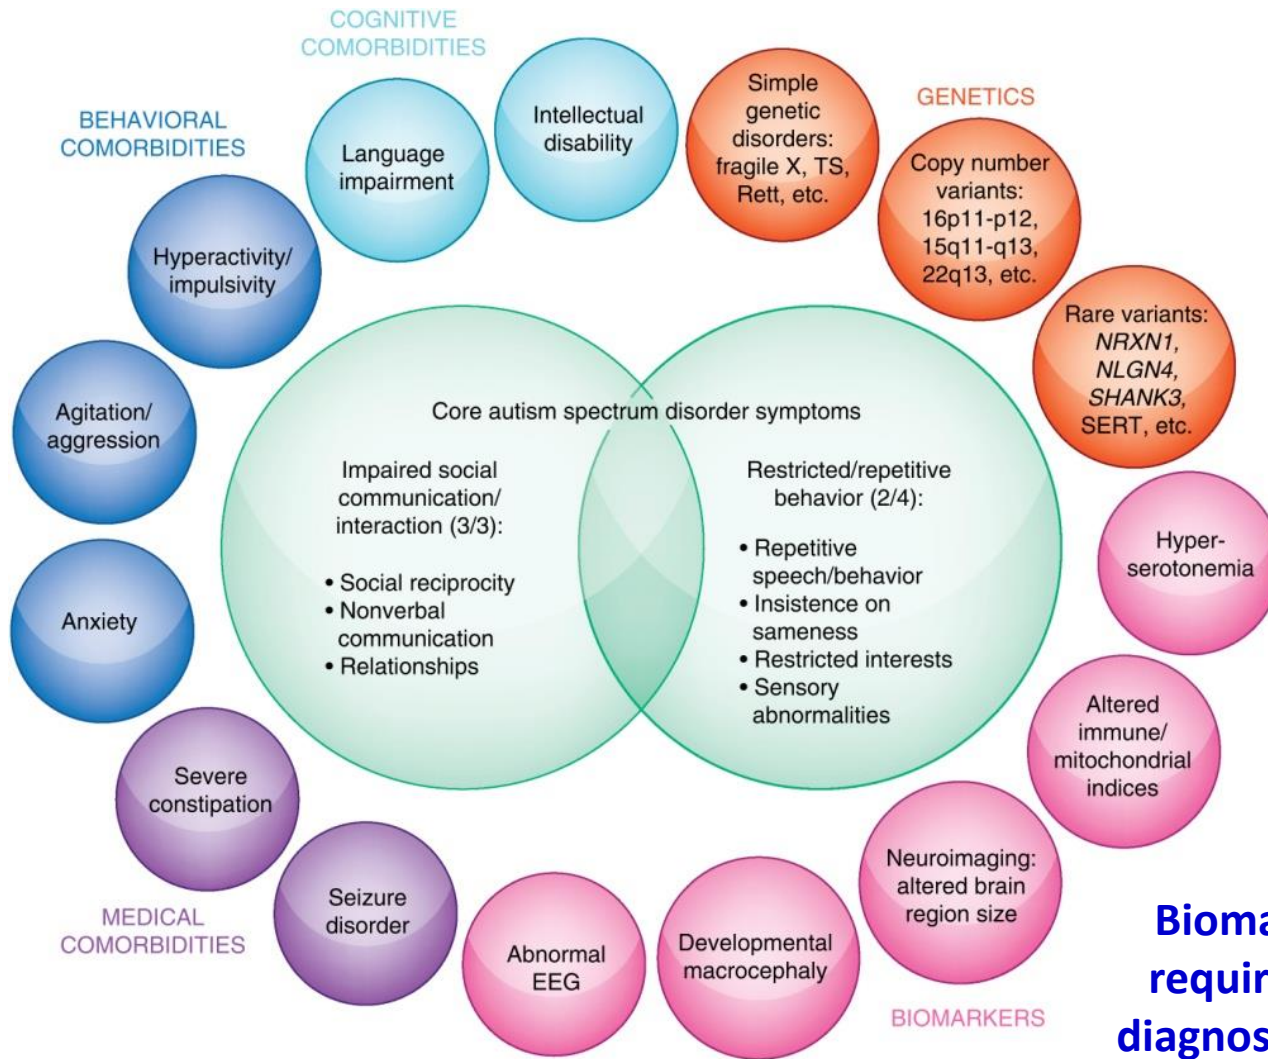 COGNITIVE
COMORBIDITIES
Language
impairment
Intellectual
disability
GENETICS
Simple
genetic
disorders:
fragile X, TS,
Rett, etc.
Copy number
variants:
16p11-p12,
15q11-q13,
22q13, etc.
Rare variants:
NRXN1,
NLGN4,
SHANK3,
SERT, etc.
BEHAVIORAL
COMORBIDITIES
Hyperactivity/
impulsivity
Agitation/
aggression
Anxiety
Core autism spectrum disorder symptoms
Impaired social
communication/
interaction (3/3):
• Social reciprocity
• Nonverbal
communication
• Relationships
Restricted/repetitive
behavior (2/4):
• Repetitive
speech/behavior
• Insistence on
sameness
• Restricted interests
• Sensory
abnormalities
Hyper-
serotonemia
Altered
immune/
mitochondrial
indices
Neuroimaging:
altered brain
region size
Developmental
macrocephaly
Abnormal
EEG
BIOMARKERS
Severe
constipation
Seizure
disorder
MEDICAL
COMORBIDITIES
Bioma
requir
diagnos